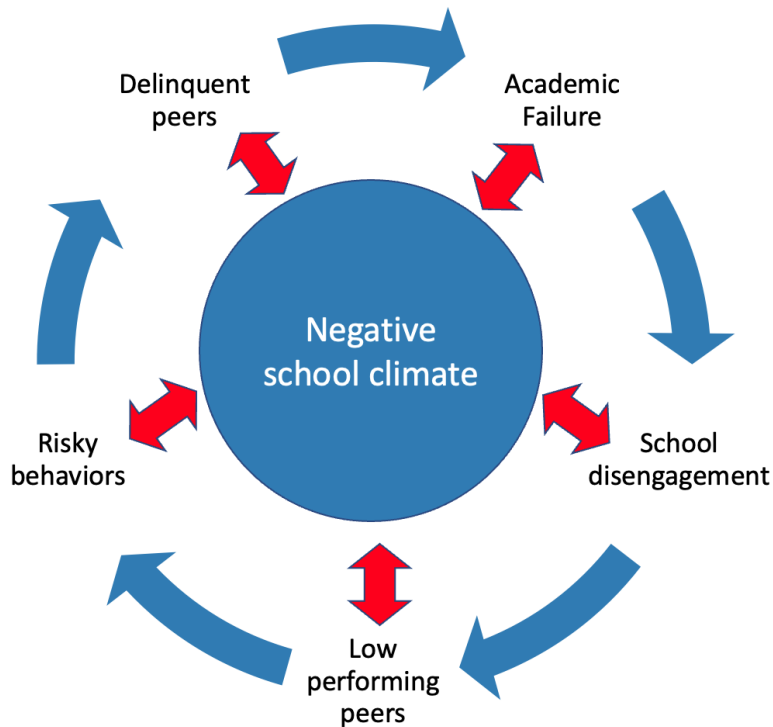 Delinquent
peers
Academic
Failure
Negative
school climate
Risky
behaviors
School
disengagement
Low
performing
peers